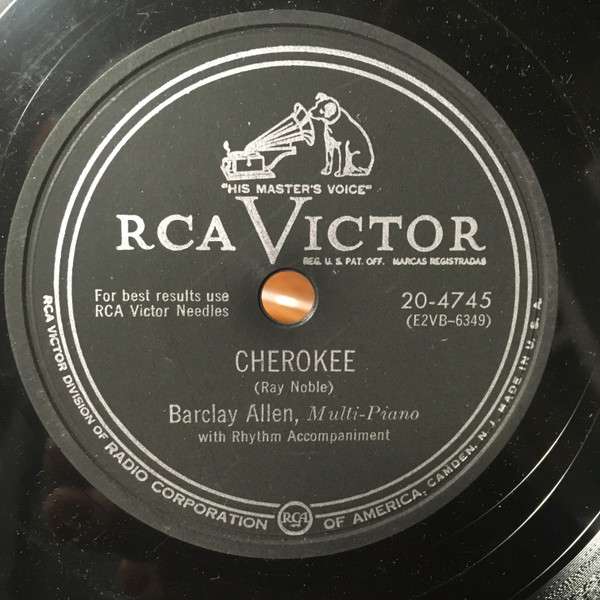 "HIS MASTER'S VOICE"
RCA VICTOR
REG. U. S. PAT. OFF. MARCAS REGISTRADAS
For best results use
RCA Victor Needles
20-4745
(E2VB-6349)
CHEROKEE
(Ray Noble)
Barclay Allen, Multi-Piano
with Rhythm Accompaniment
RCA VICTOR DIVISION OF RADIO CORPORATION RCA OF AMERICA, CAMDEN, N. J. MADE IN U. S. A.